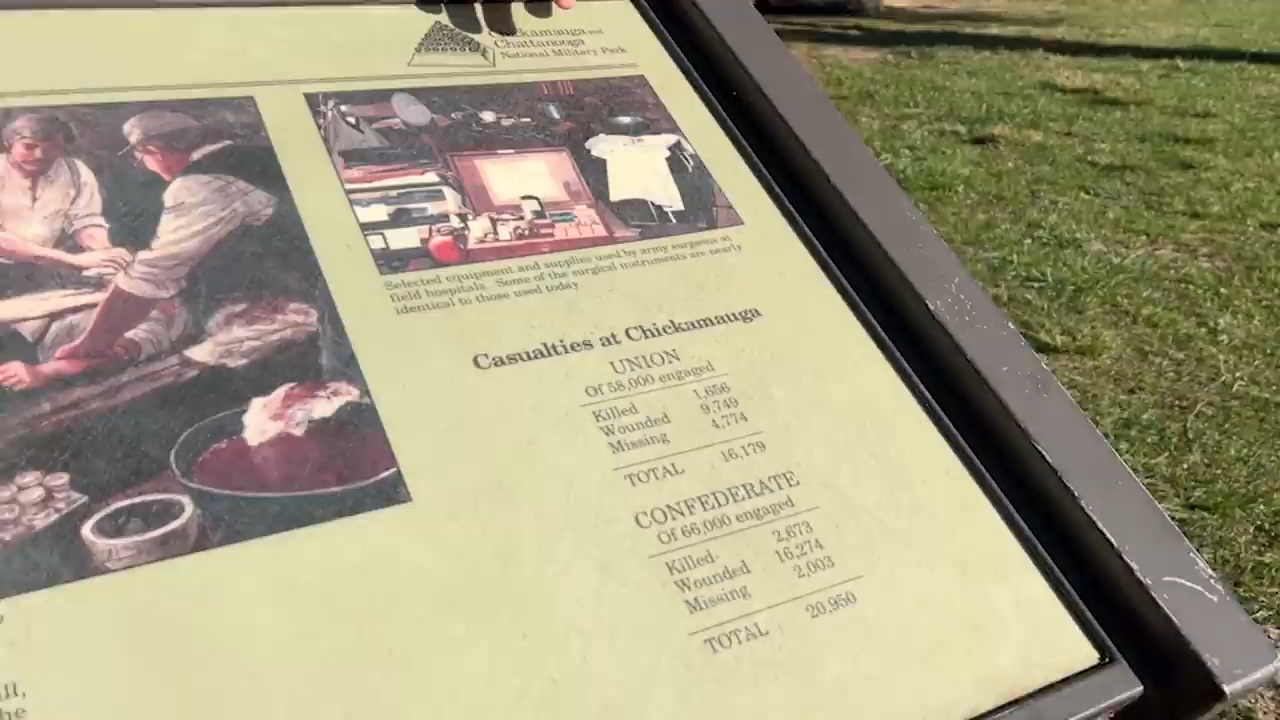 Chickamauga and
Chattanooga
National Military Park
Selected equipment and supplies used by army surgeons in
field hospitals. Some of the surgical instruments are nearly
identical to those used today
Casualties at Chickamauga
UNION
Of 58,000 engaged
Killed 1,656
Wounded 9,749
Missing 4,774
TOTAL 16,179
CONFEDERATE
Of 66,000 engaged
Killed 2,673
Wounded 16,274
Missing 2,003
TOTAL 20,950